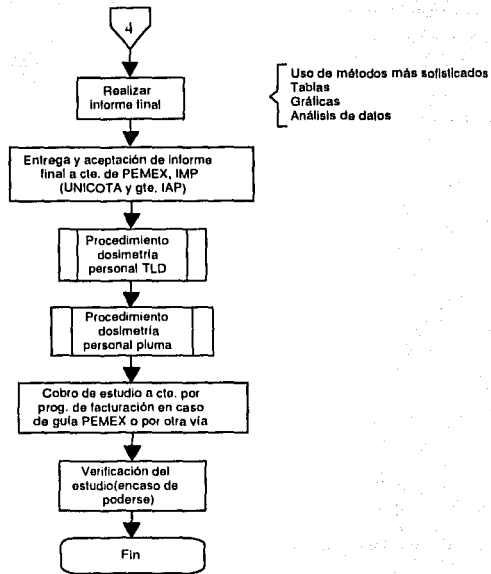 4
Realizar
informe final
Uso de métodos más sofisticados
Tablas
Gráficas
Análisis de datos
Entrega y aceptación de informe
final a cte. de PEMEX, IMP
(UNICOTA y gte. IAP)
Procedimiento
dosimetría
personal TLD
Procedimiento
dosimetría
personal pluma
Cobro de estudio a cte. por
prog. de facturación en caso
de guía PEMEX o por otra vía
Verificación del
estudio(encaso de
poderse)
Fin